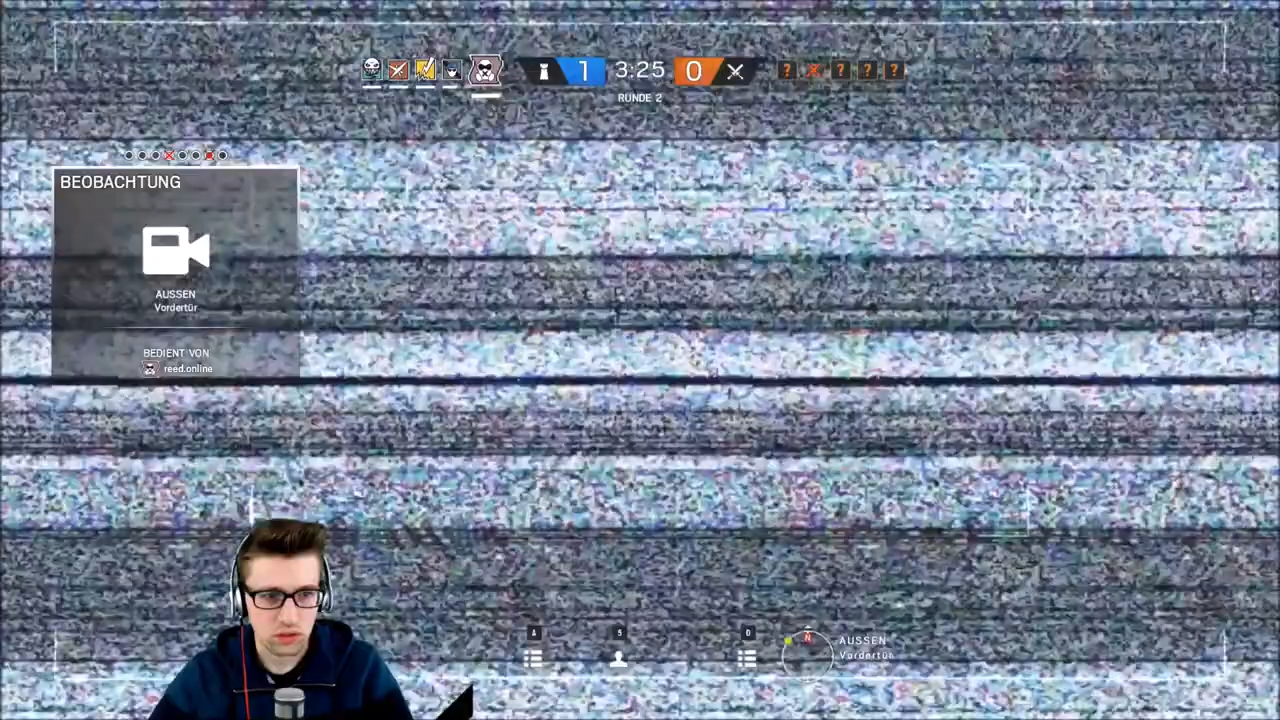 1 3:25 0
RUNDE 2
? ? ? ? ?
BEOBACHTUNG
AUSSEN
Vordertür
BEDIENT VON
reed.online
A S D
N
AUSSEN
Vordertür